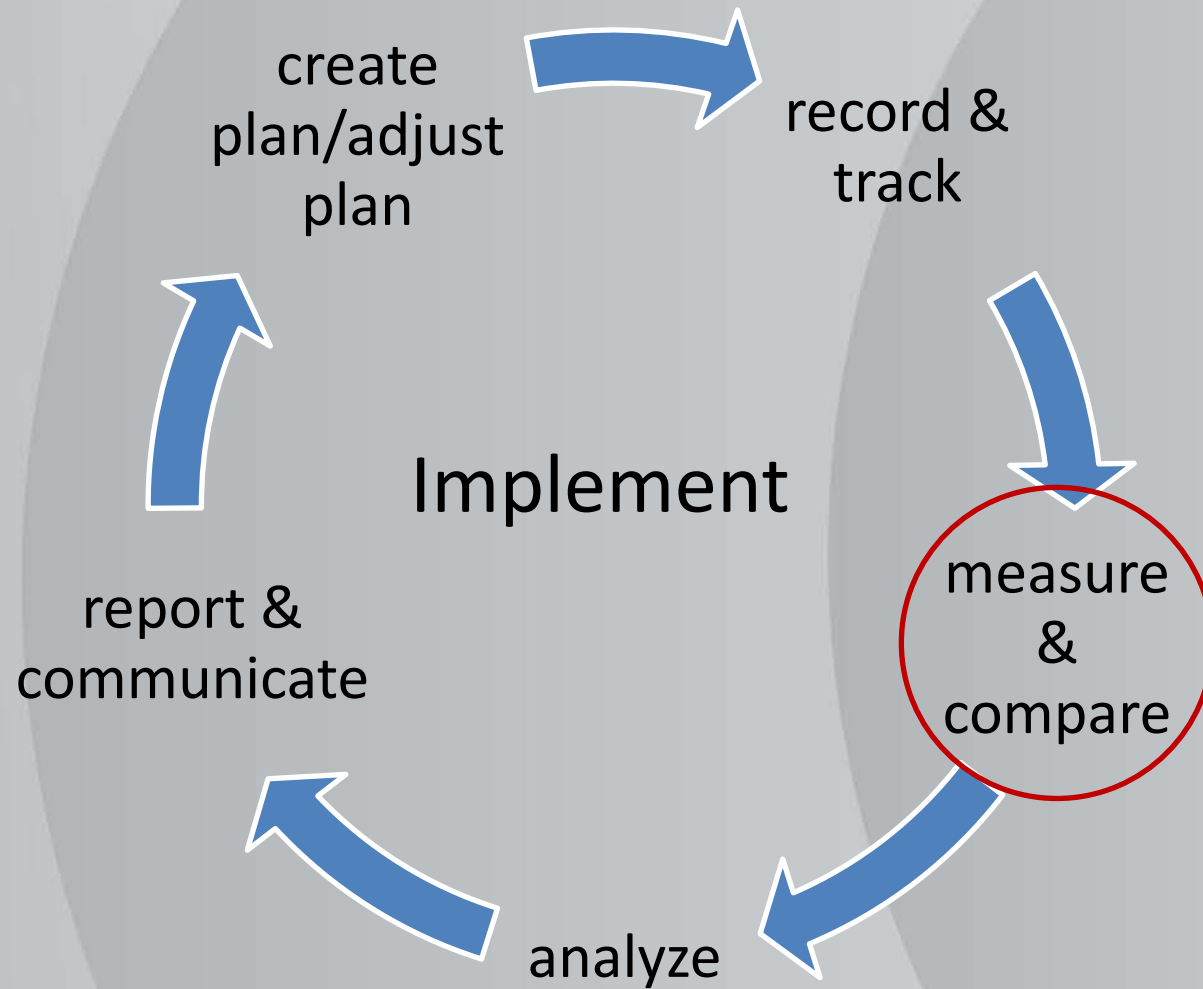 create
plan/adjust
plan
record &
track
measure
&
compare
analyze
report &
communicate
Implement